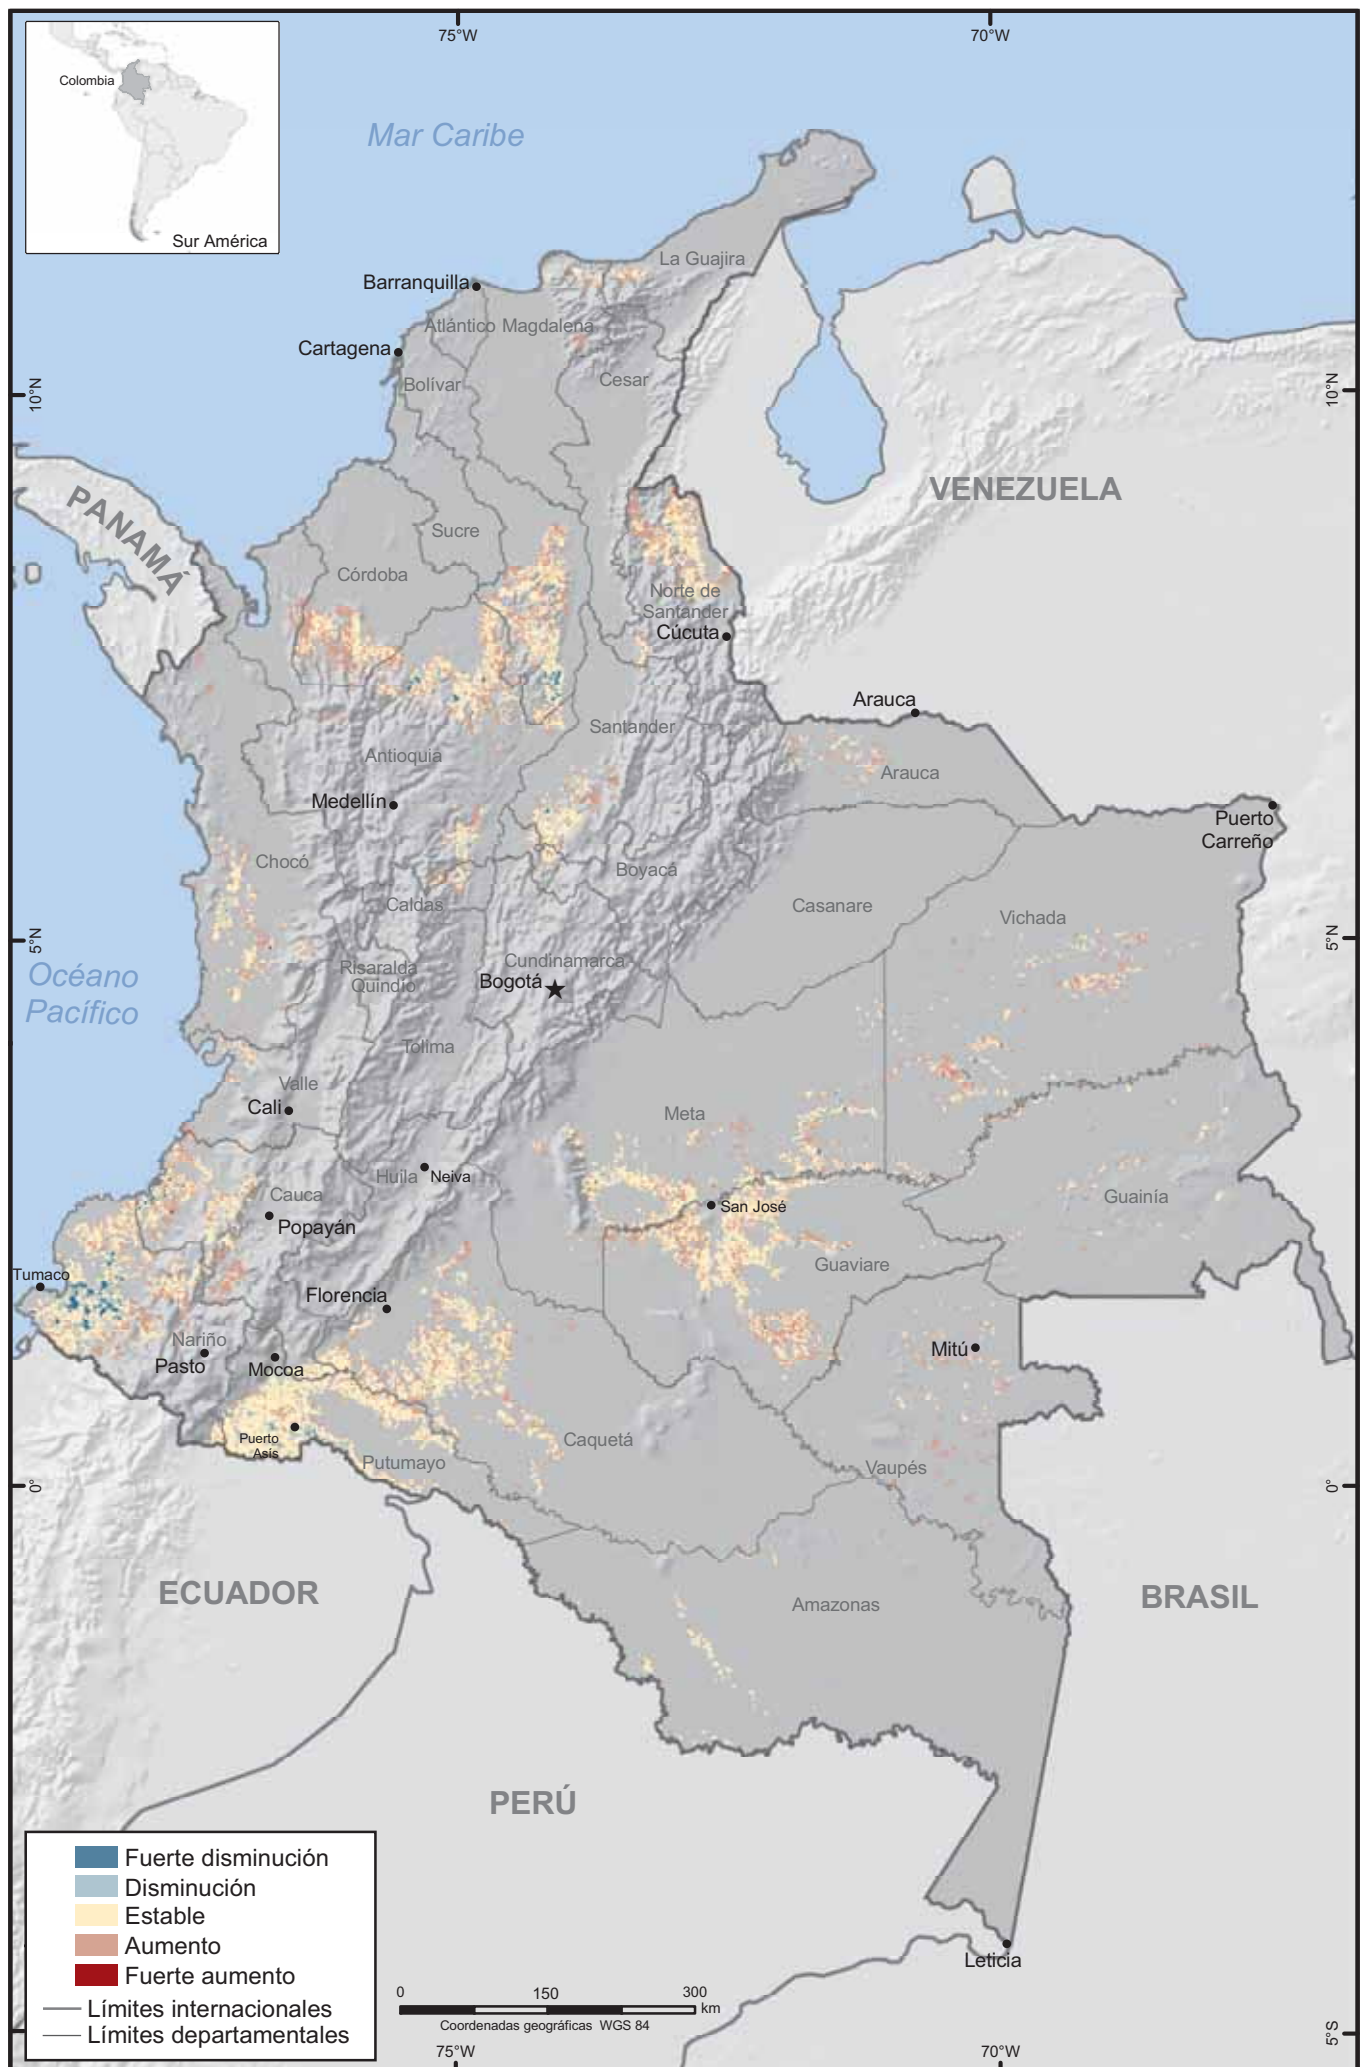 75°W
70°W
Colombia
Sur América
Mar Caribe
La Guajira
Barranquilla
Atlántico
Magdalena
Cartagena
Bolívar
Cesar
10°N
10°N
PANAMÁ
VENEZUELA
Sucre
Córdoba
Norte de
Santander
Cúcuta
Arauca
Santander
Antioquia
Arauca
Medellín
Puerto
Carreño
Chocó
Boyacá
Caldas
Casanare
Vichada
5°N
5°N
Océano
Pacífico
Risaralda
Quindío
Cundinamarca
Bogotá
Tolima
Valle
Cali
Meta
Huila
Neiva
Cauca
Popayán
San José
Guainía
Guaviare
Tumaco
Florencia
Nariño
Pasto
Mocoa
Mitú
Puerto
Asís
Putumayo
Caquetá
Vaupés
0°
0°
ECUADOR
Amazonas
BRASIL
PERÚ
Leticia
Fuerte disminución
Disminución
Estable
Aumento
Fuerte aumento
Límites internacionales
Límites departamentales
0 150 300
km
Coordenadas geográficas WGS 84
5°S
75°W
70°W